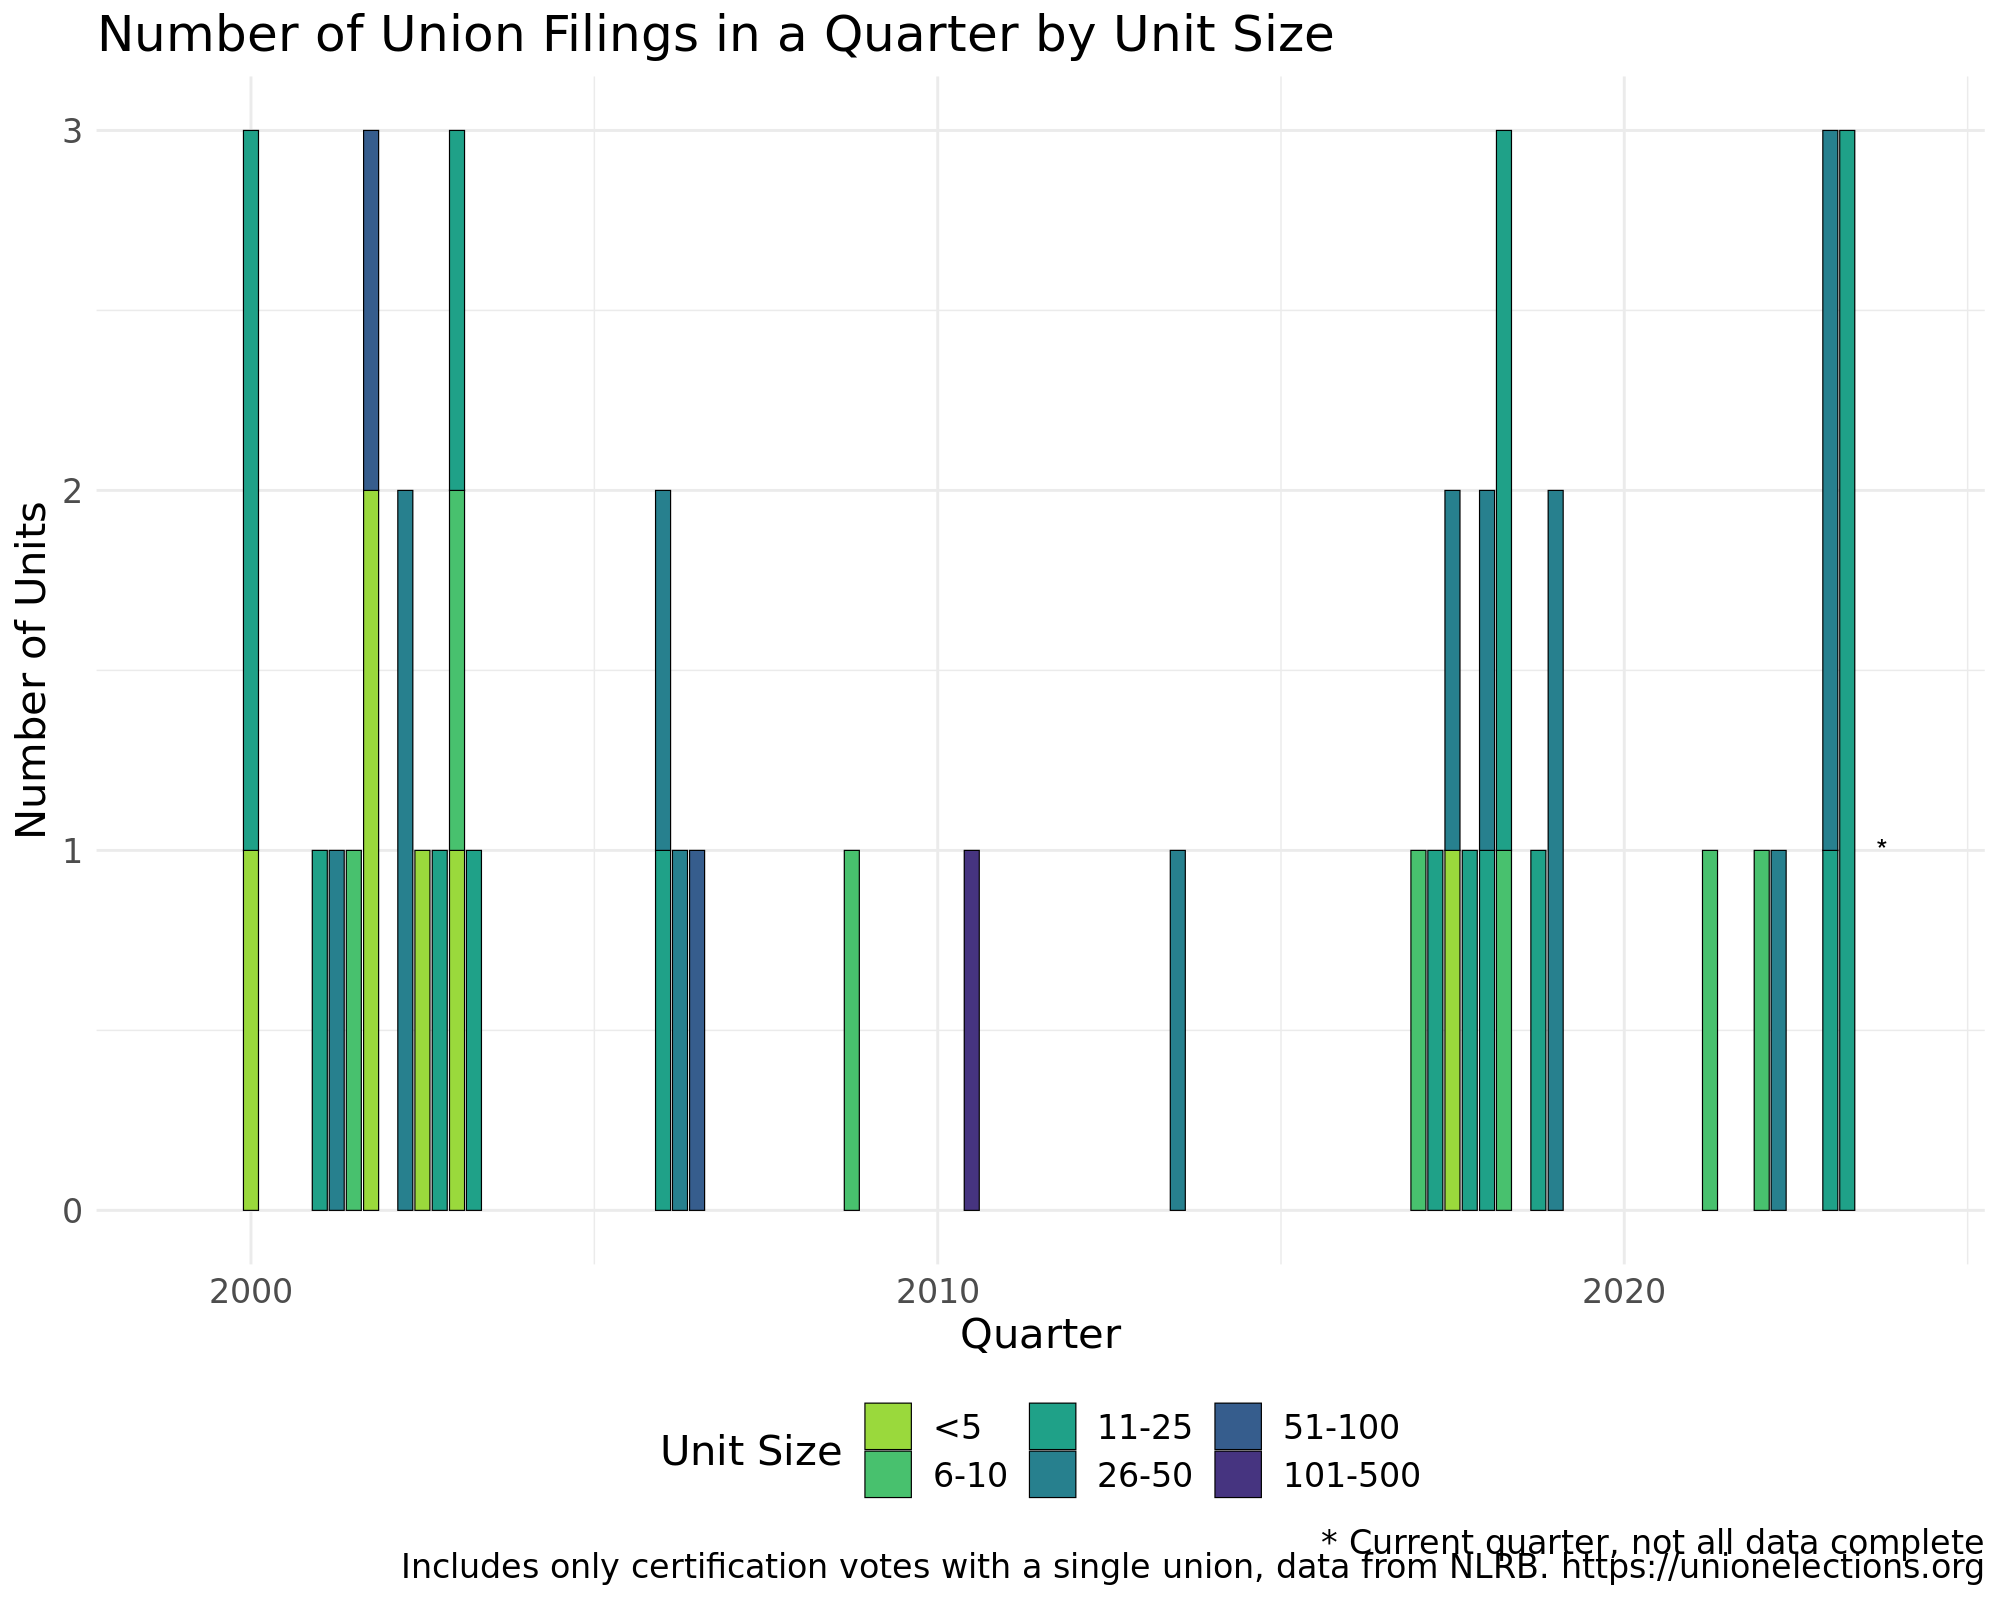 Number of Union Filings in a Quarter by Unit Size
3
2
1
0
Number of Units
*
2000 2010 2020
Quarter
Unit Size
<5 11-25 51-100
6-10 26-50 101-500
* Current quarter, not all data complete
Includes only certification votes with a single union, data from NLRB. https://unionelections.org